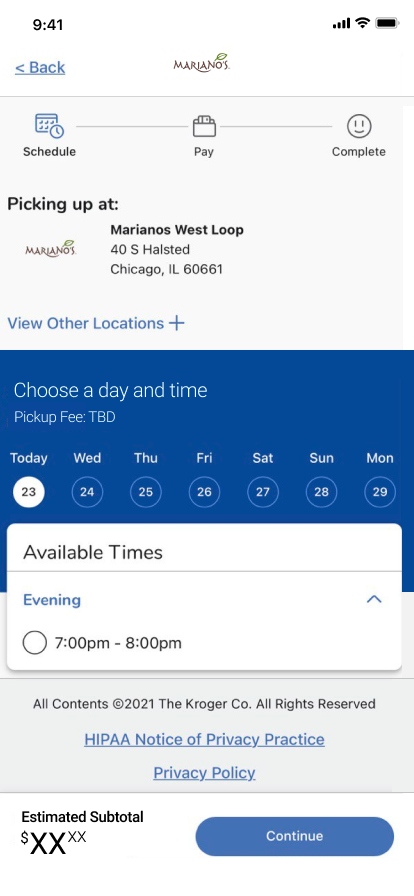 9:41
< Back
MARIANO'S
Schedule
Pay
Complete
Picking up at:
MARIANO'S
Marianos West Loop
40 S Halsted
Chicago, IL 60661
View Other Locations +
Choose a day and time
Pickup Fee: TBD
Today Wed Thu Fri Sat Sun Mon
23 24 25 26 27 28 29
Available Times
Evening
7:00pm - 8:00pm
All Contents ©2021 The Kroger Co. All Rights Reserved
HIPAA Notice of Privacy Practice
Privacy Policy
Estimated Subtotal
$XX XX
Continue